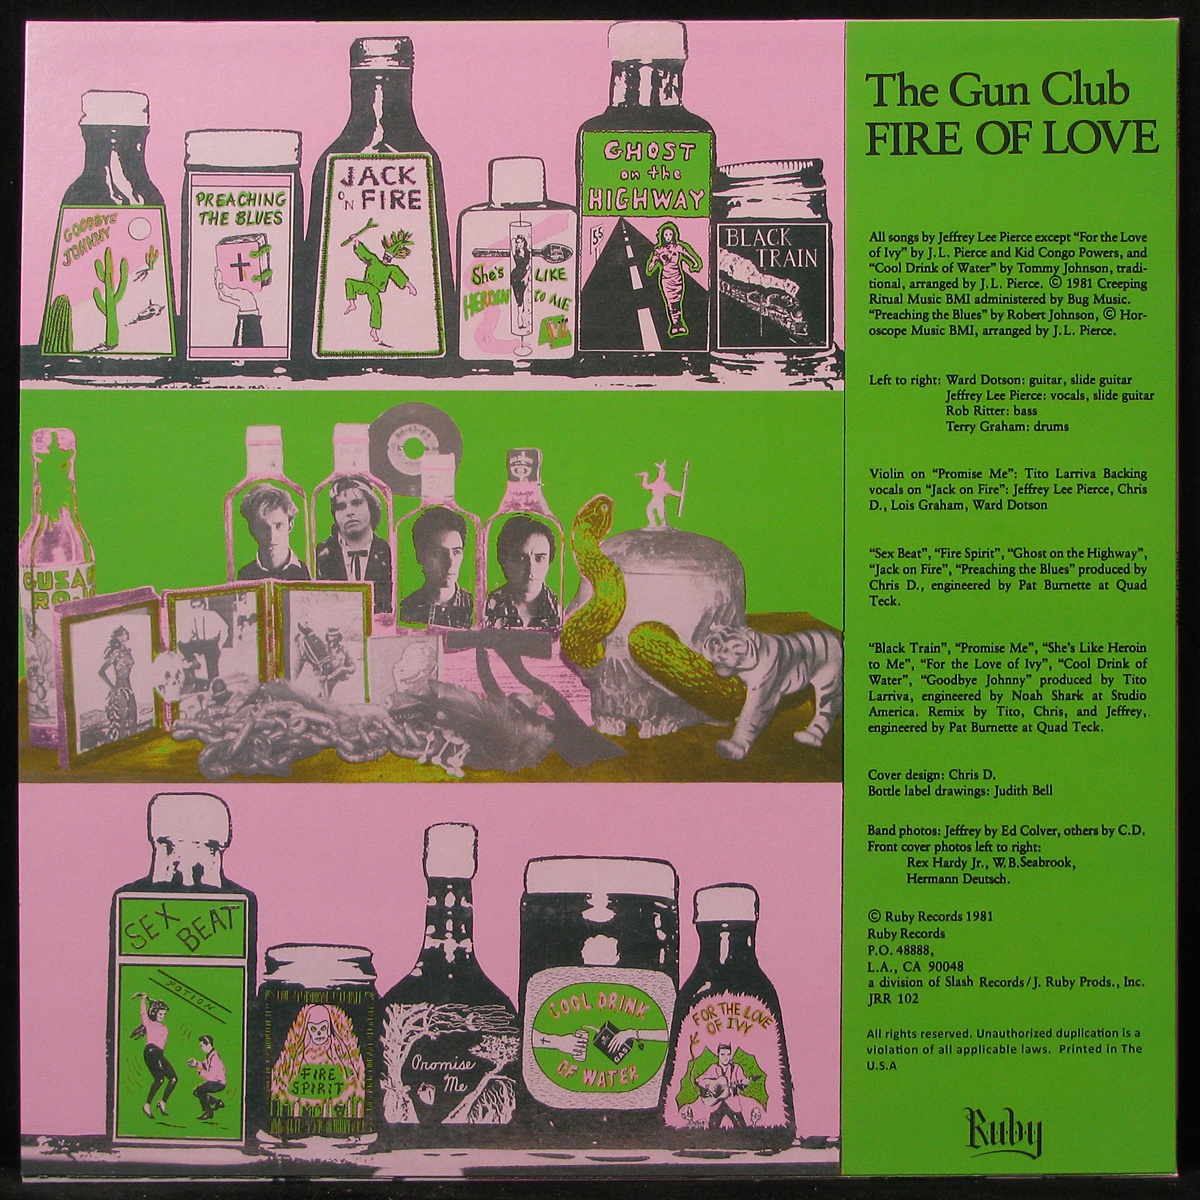 The Gun Club
FIRE OF LOVE
All songs by Jeffrey Lee Pierce except “For the Love
of Ivy” by J.L. Pierce and Kid Congo Powers, and
“Cool Drink of Water” by Tommy Johnson, tradi-
tional, arranged by J.L. Pierce. © 1981 Creeping
Ritual Music BMI administered by Bug Music.
“Preaching the Blues” by Robert Johnson, © Hor-
oscope Music BMI, arranged by J.L. Pierce.
Left to right: Ward Dotson: guitar, slide guitar
Jeffrey Lee Pierce: vocals, slide guitar
Rob Ritter: bass
Terry Graham: drums
Violin on “Promise Me”: Tito Larriva Backing
vocals on “Jack on Fire”: Jeffrey Lee Pierce, Chris
D., Lois Graham, Ward Dotson
“Sex Beat”, “Fire Spirit”, “Ghost on the Highway”,
“Jack on Fire”, “Preaching the Blues” produced by
Chris D., engineered by Pat Burnette at Quad
Teck.
“Black Train”, “Promise Me”, “She’s Like Heroin
to Me”, “For the Love of Ivy”, “Cool Drink of
Water”, “Goodbye Johnny” produced by Tito
Larriva, engineered by Noah Shark at Studio
America. Remix by Tito, Chris, and Jeffrey,.
engineered by Pat Burnette at Quad Teck.
Cover design: Chris D.
Bottle label drawings: Judith Bell
Band photos: Jeffrey by Ed Colver, others by C.D.
Front cover photos left to right:
Rex Hardy Jr., W.B.Seabrook,
Hermann Deutsch.
© Ruby Records 1981
Ruby Records
P.O. 48888,
L.A., CA 90048
a division of Slash Records/J. Ruby Prods., Inc.
JRR 102
All rights reserved. Unauthorized duplication is a
violation of all applicable laws. Printed in The
U.S.A
Ruby
GOODBYE
JOHNNY
PREACHING
THE BLUES
JACK
ON FIRE
She's LIKE
HEROIN TO ME
GHOST
on the
HIGHWAY
BLACK
TRAIN
SEX
BEAT
POTION
FIRE
SPIRIT
Promise
Me
COOL DRINK
GAS
OF WATER
FOR THE LOVE
OF IVY